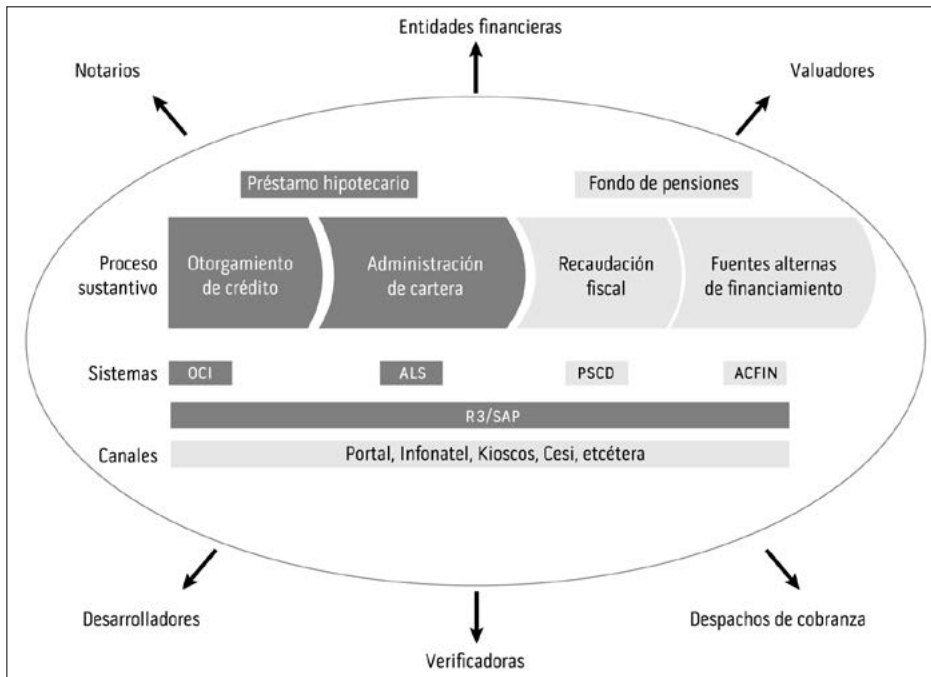 Entidades financieras
Notarios
Valuadores
Préstamo hipotecario
Fondo de pensiones
Proceso
sustantivo
Otorgamiento
de crédito
Administración
de cartera
Recaudación
fiscal
Fuentes alternas
de financiamiento
Sistemas
OCI
ALS
PSCD
ACFIN
R3/SAP
Canales
Portal, Infonatel, Kioscos, Cesi, etcétera
Desarrolladores
Despachos de cobranza
Verificadoras